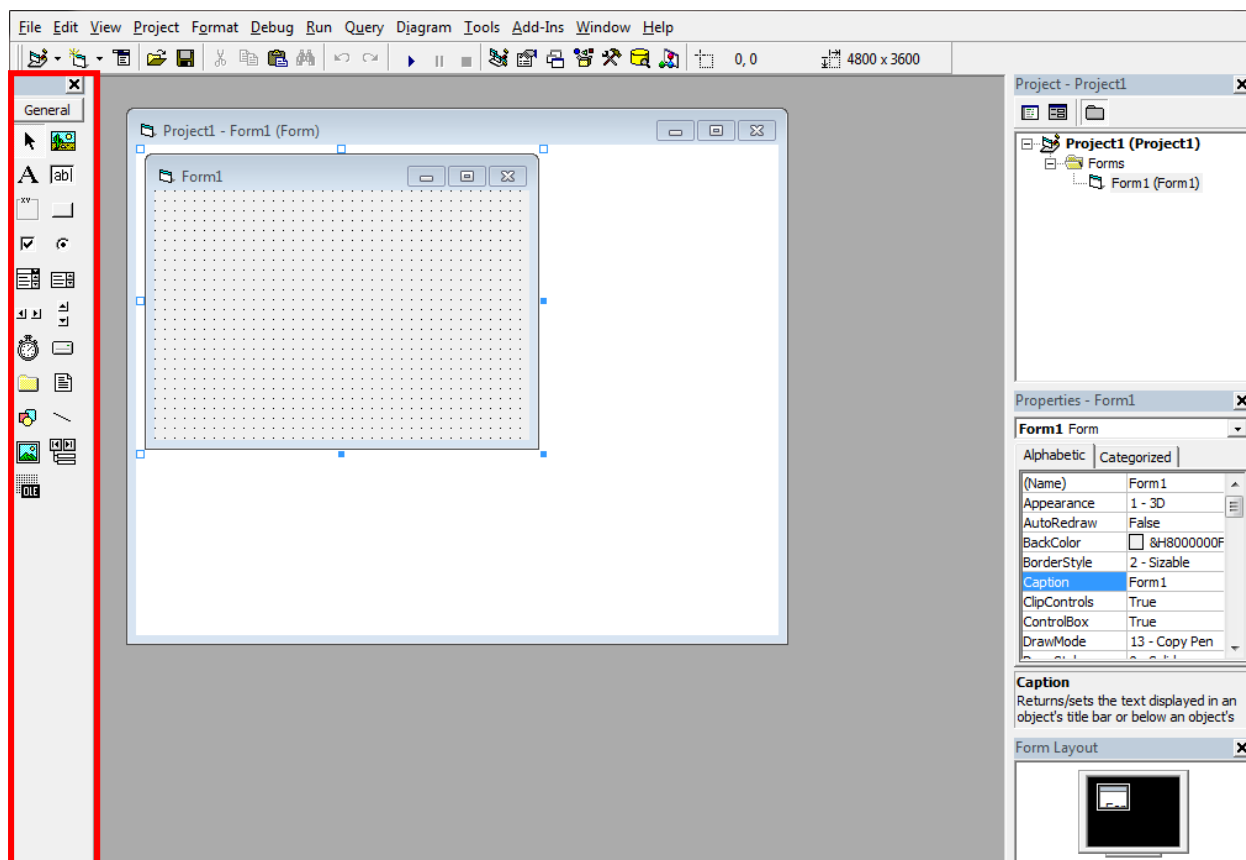 File Edit View Project Format Debug Run Query Diagram Tools Add-Ins Window Help
0, 0 4800 x 3600
General
A ab|
XY
OLE
Project1 - Form1 (Form)
Form1
Project - Project1
Project1 (Project1)
Forms
Form1 (Form1)
Properties - Form1
Form1 Form
Alphabetic Categorized
(Name) Form1
Appearance 1 - 3D
AutoRedraw False
BackColor &H8000000F
BorderStyle 2 - Sizable
Caption Form1
ClipControls True
ControlBox True
DrawMode 13 - Copy Pen
Caption
Returns/sets the text displayed in an
object's title bar or below an object's
Form Layout